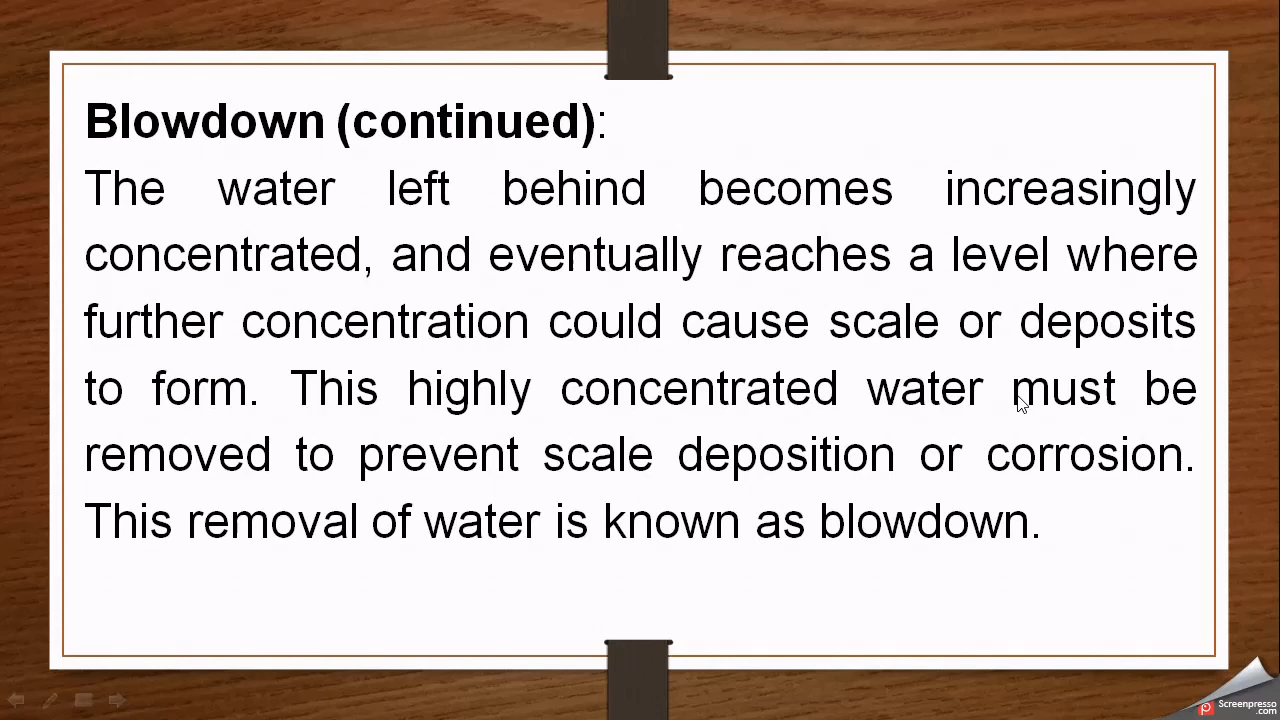 Blowdown (continued):
The water left behind becomes increasingly
concentrated, and eventually reaches a level where
further concentration could cause scale or deposits
to form. This highly concentrated water must be
removed to prevent scale deposition or corrosion.
This removal of water is known as blowdown.
Screenpresso
.com